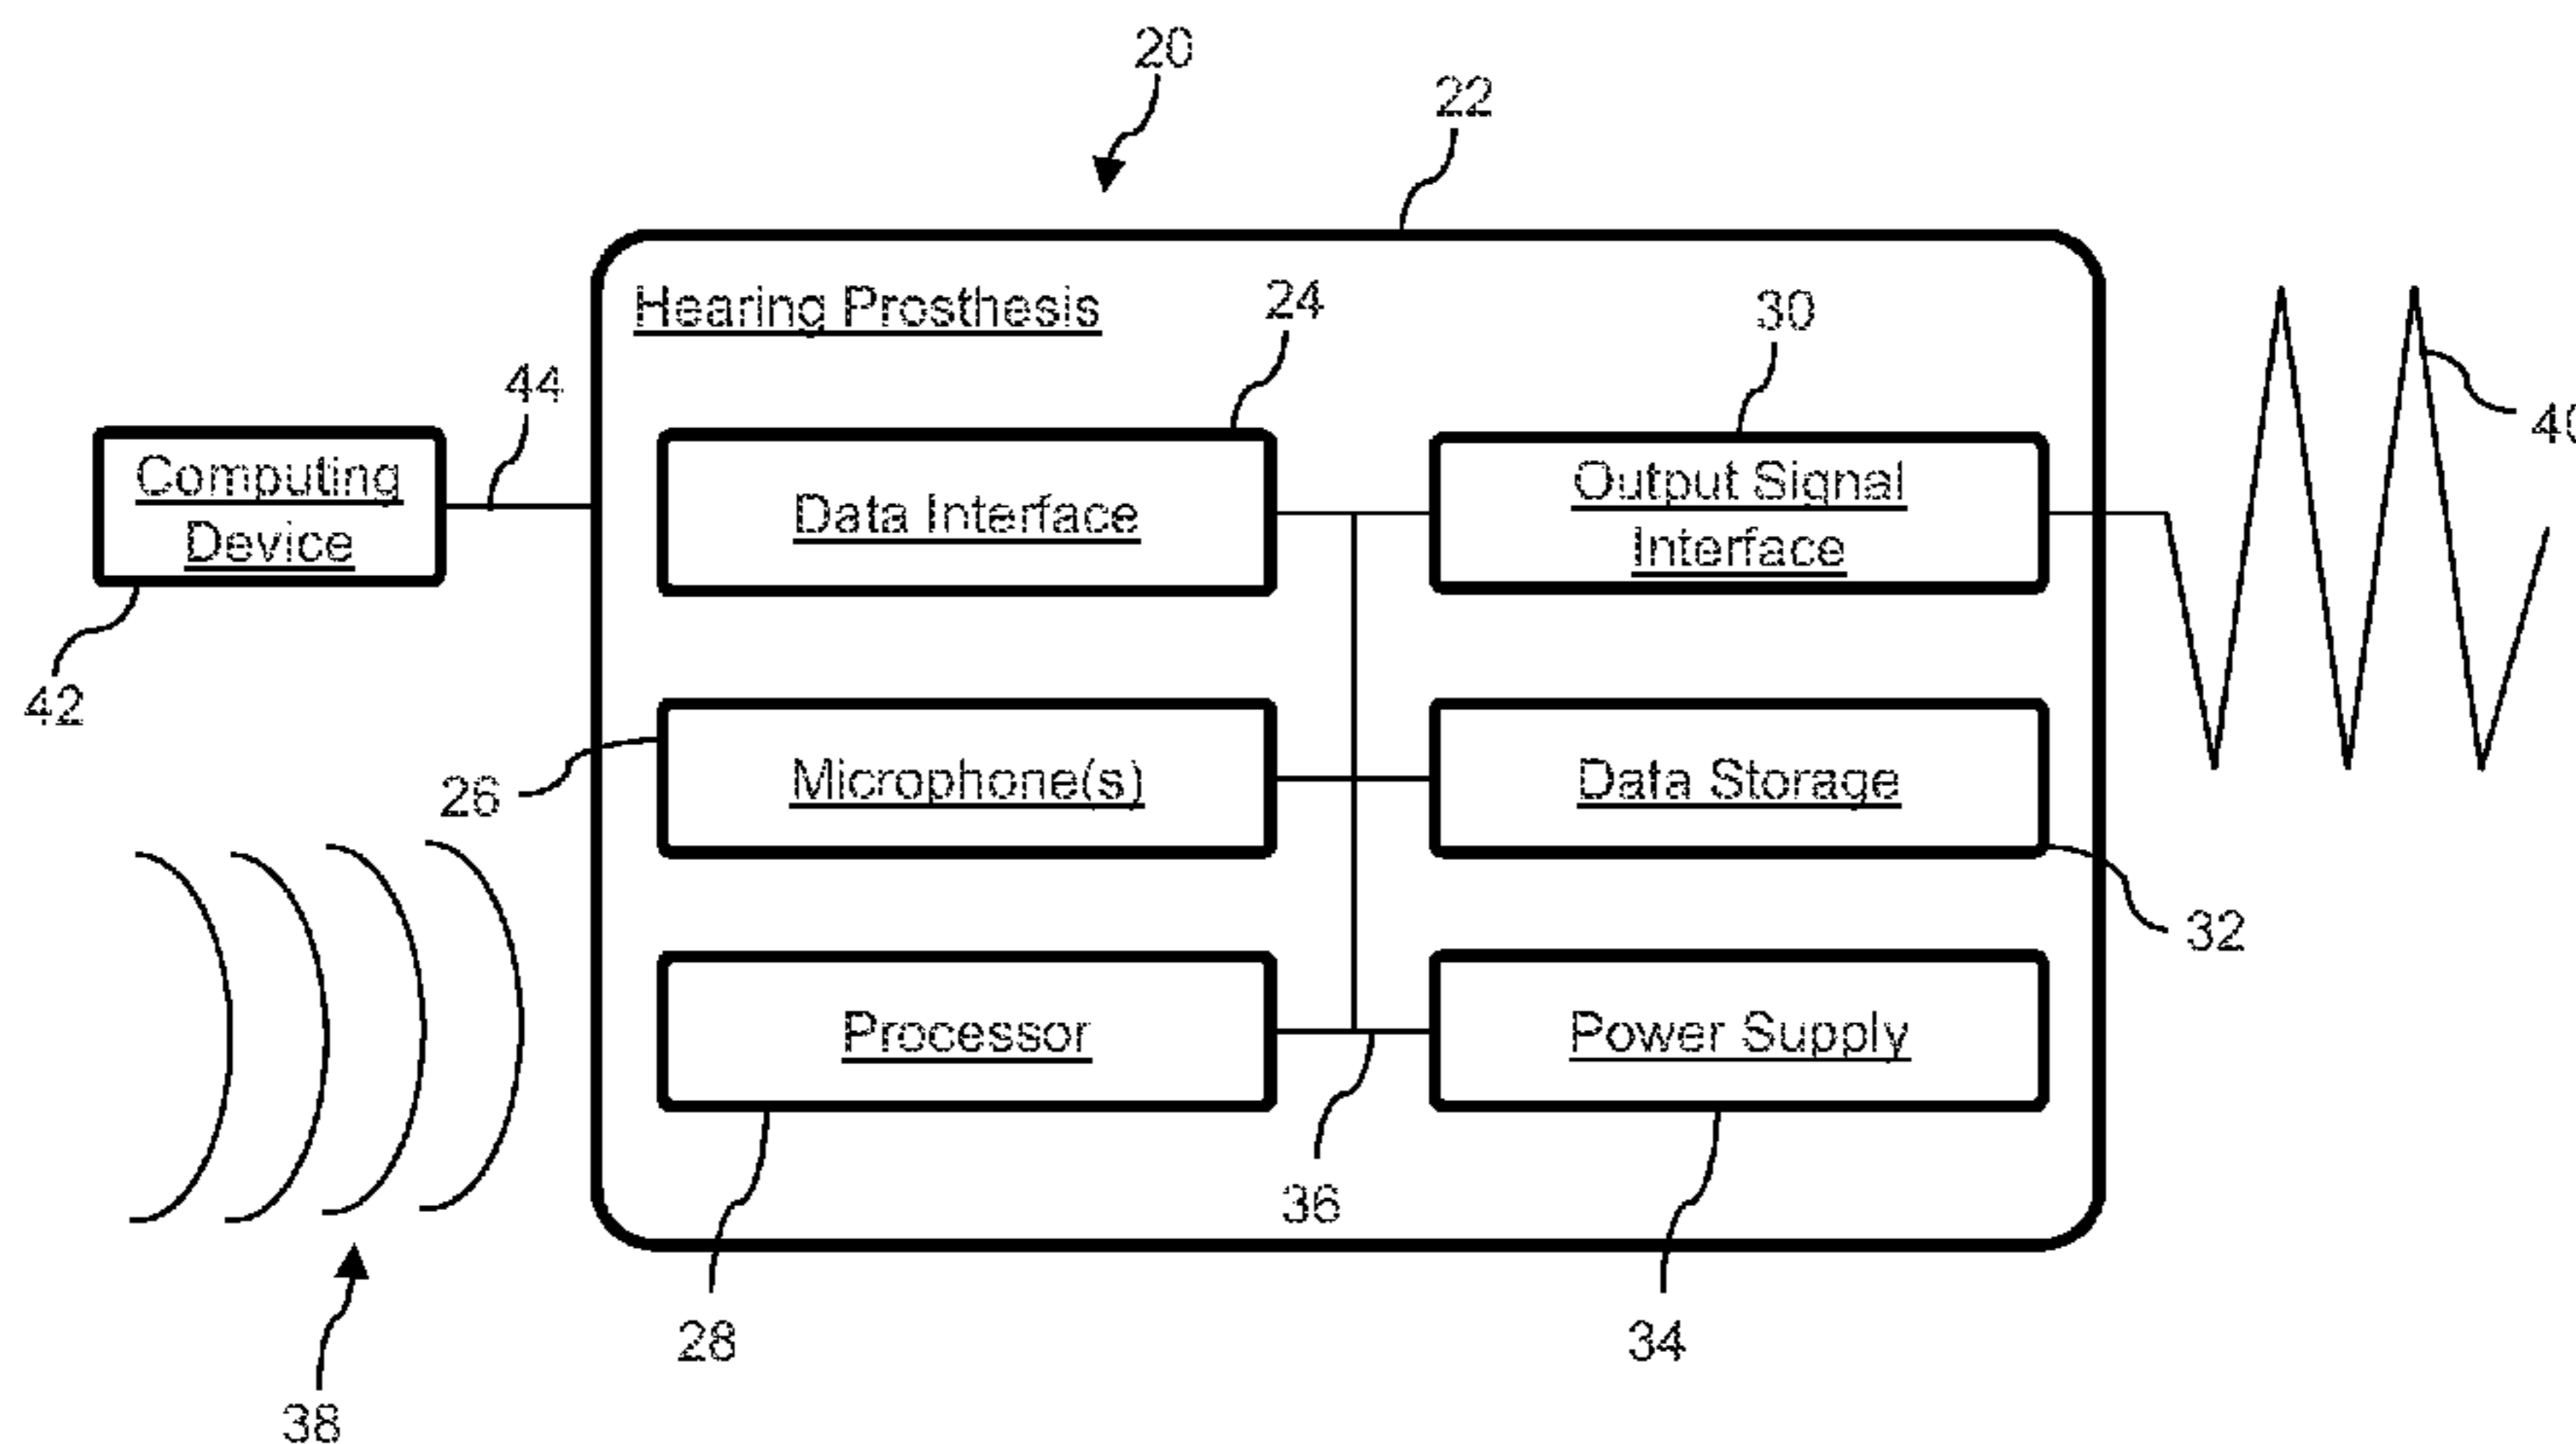 20
22
Hearing Prosthesis
24
30
44
40
Computing
Device
Data Interface
Output Signal
Interface
42
26
Microphone(s)
Data Storage
32
Processor
Power Supply
36
28
34
38